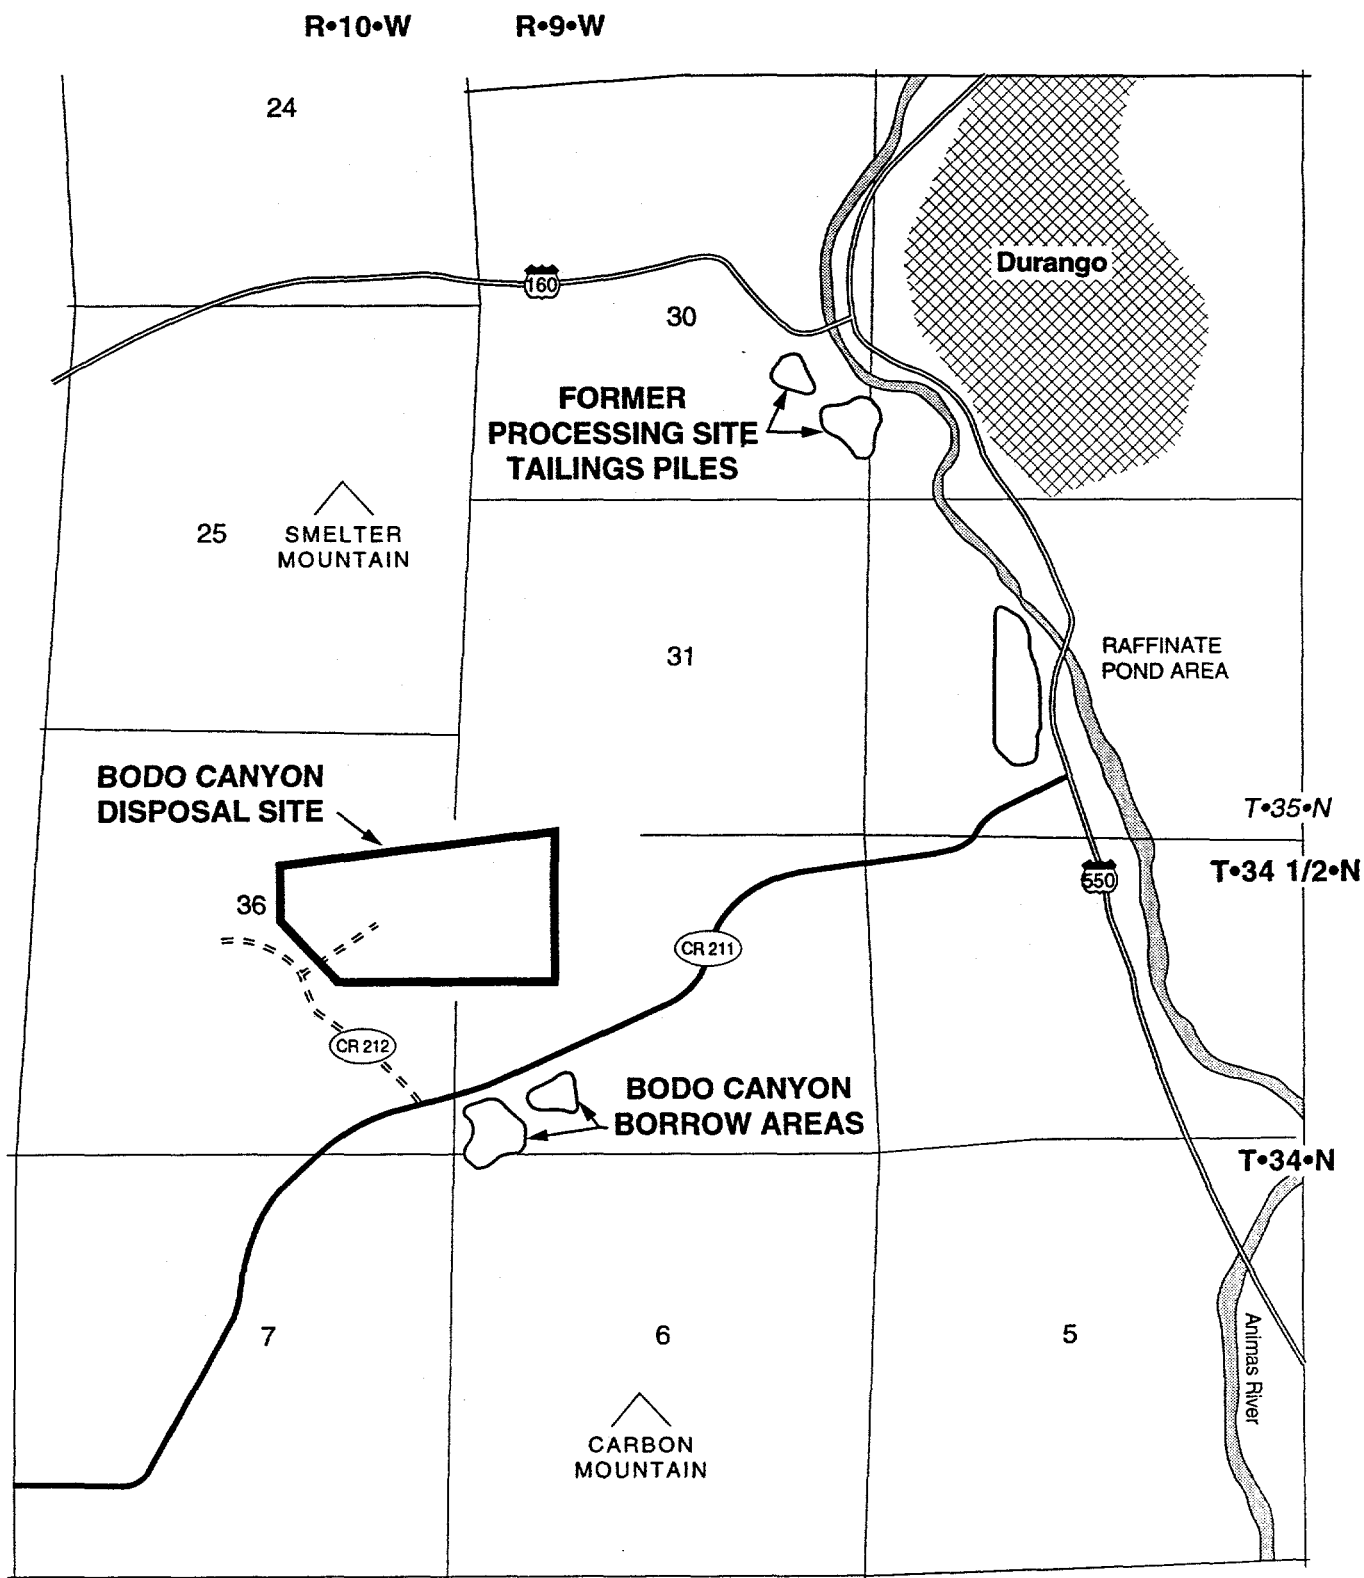 R•10•W R•9•W
24
Durango
160
30
FORMER
PROCESSING SITE
TAILINGS PILES
25
SMELTER
MOUNTAIN
31
RAFFINATE
POND AREA
BODO CANYON
DISPOSAL SITE
T•35•N
T•34 1/2•N
550
36
CR 211
CR 212
BODO CANYON
BORROW AREAS
T•34•N
7
6
5
Animas River
CARBON
MOUNTAIN